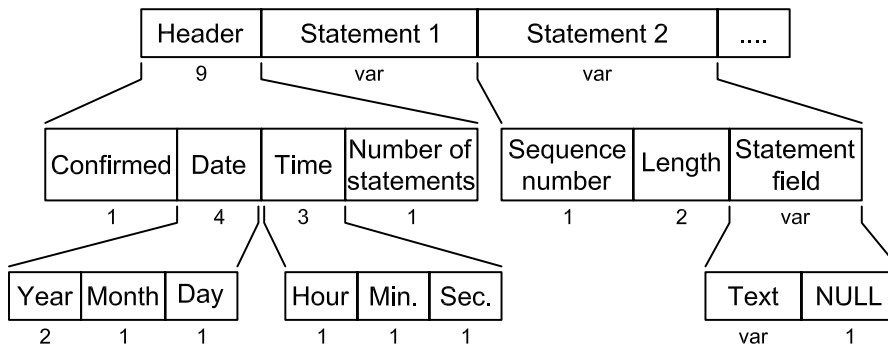 Header Statement 1 Statement 2 ....
9 var var
Confirmed Date Time Number of statements Sequence number Length Statement field
1 4 3 1 1 2 var
Year Month Day Hour Min. Sec. Text NULL
2 1 1 1 1 1 var 1